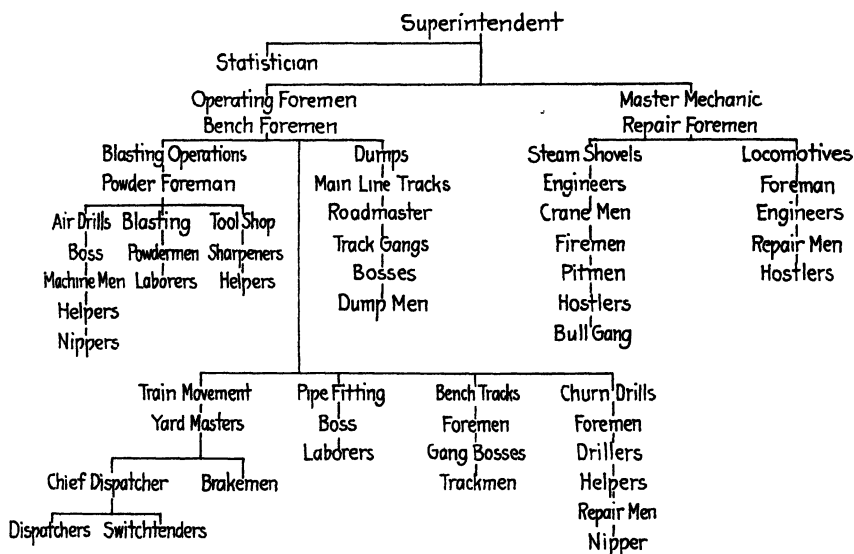 Superintendent
Statistician
Operating Foremen
Bench Foremen
Master Mechanic
Repair Foremen
Blasting Operations
Powder Foreman
Air Drills
Boss
Machine Men
Helpers
Nippers
Blasting
Powdermen
Laborers
Tool Shop
Sharpeners
Helpers
Dumps
Main Line Tracks
Roadmaster
Track Gangs
Bosses
Dump Men
Steam Shovels
Engineers
Crane Men
Firemen
Pitmen
Hostlers
Bull Gang
Locomotives
Foreman
Engineers
Repair Men
Hostlers
Train Movement
Yard Masters
Chief Dispatcher
Brakemen
Dispatchers
Switchtenders
Pipe Fitting
Boss
Laborers
Bench Tracks
Foremen
Gang Bosses
Trackmen
Churn Drills
Foremen
Drillers
Helpers
Repair Men
Nipper